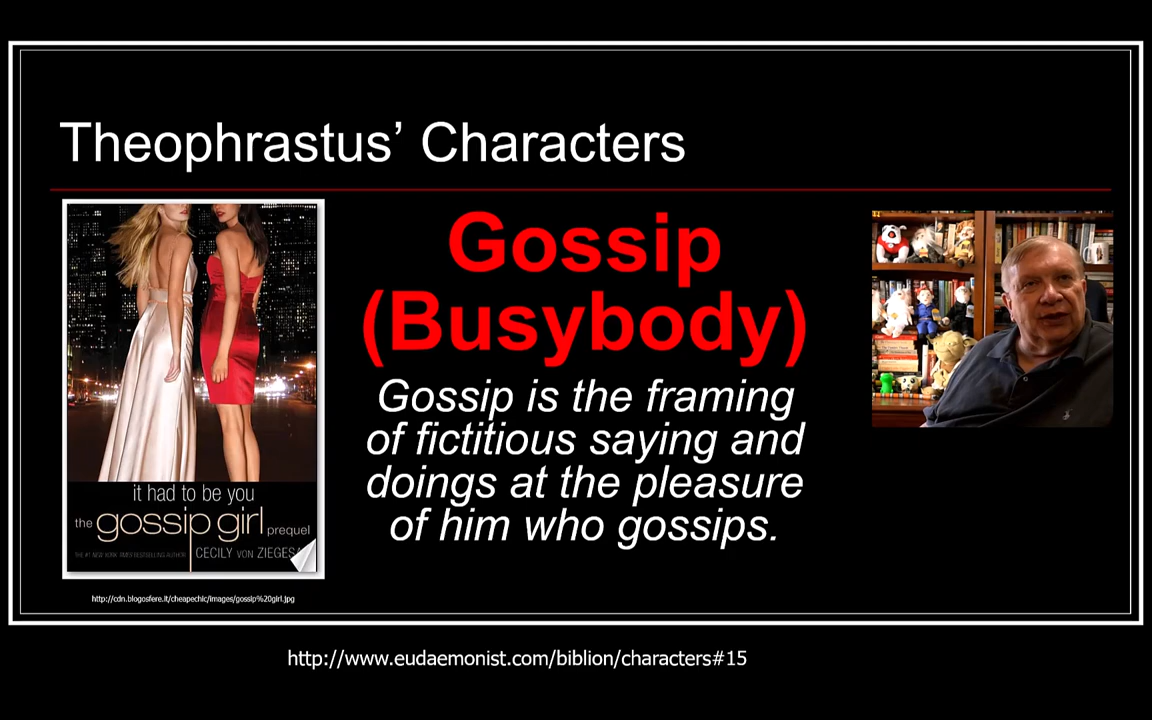 Theophrastus’ Characters
Gossip
(Busybody)
Gossip is the framing
of fictitious saying and
doings at the pleasure
of him who gossips.
it had to be you
the gossip girl prequel
THE #1 NEW YORK TIMES BESTSELLING AUTHOR
CECILY VON ZIEGES
http://cdn.blogosfere.it/cheapechic/images/gossip%20girl.jpg
http://www.eudaemonist.com/biblion/characters#15